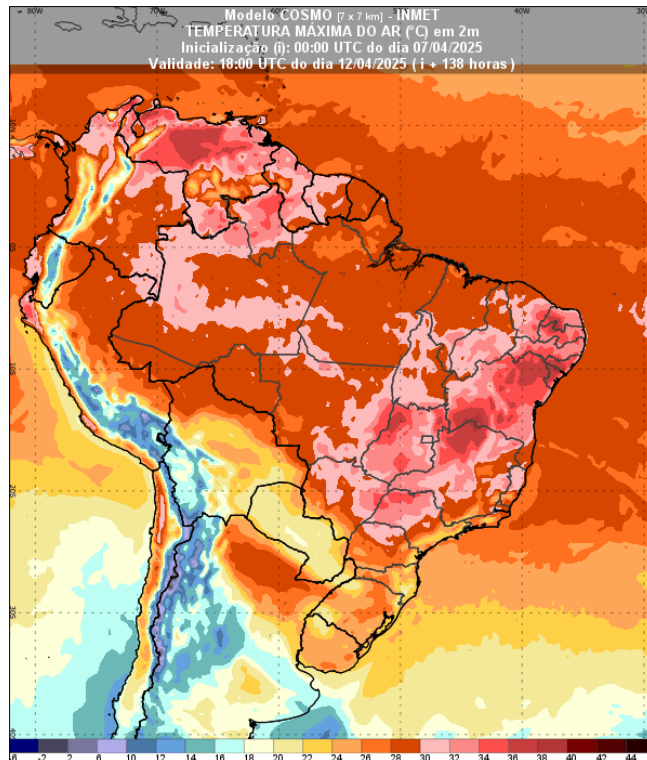 Modelo COSMO [7 x 7 km] - INMET
TEMPERATURA MÁXIMA DO AR (°C) em 2m
Inicialização (i): 00:00 UTC do dia 07/04/2025
Validade: 18:00 UTC do dia 12/04/2025 ( i + 138 horas )
80W 70W 40W 30W
10S
20S
30S
-6 -2 2 6 10 12 14 16 18 20 22 24 26 28 30 32 34 36 38 40 42 44